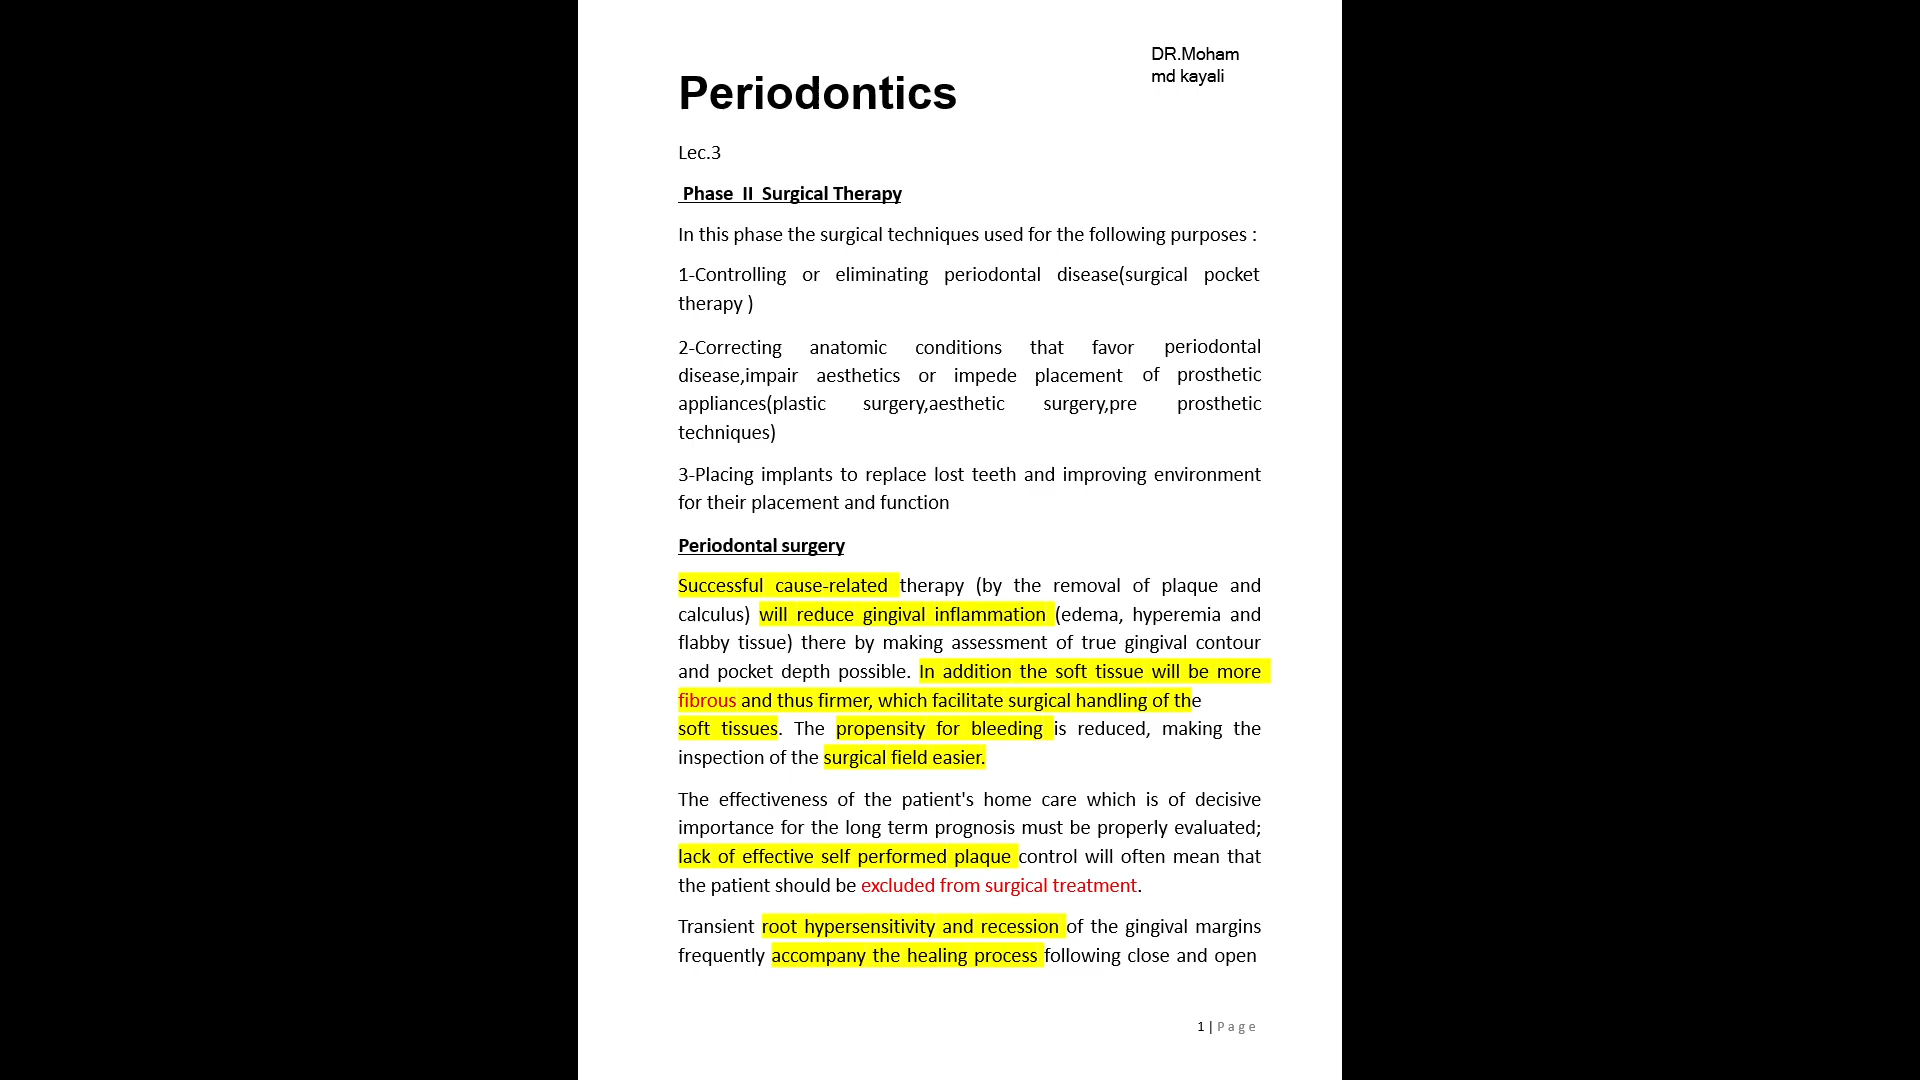 DR.Moham
md kayali
Periodontics
Lec.3
Phase II Surgical Therapy
In this phase the surgical techniques used for the following purposes :
1-Controlling or eliminating periodontal disease(surgical pocket
therapy )
2-Correcting anatomic conditions that favor periodontal
disease,impair aesthetics or impede placement of prosthetic
appliances(plastic surgery,aesthetic surgery,pre prosthetic
techniques)
3-Placing implants to replace lost teeth and improving environment
for their placement and function
Periodontal surgery
Successful cause-related therapy (by the removal of plaque and
calculus) will reduce gingival inflammation (edema, hyperemia and
flabby tissue) there by making assessment of true gingival contour
and pocket depth possible. In addition the soft tissue will be more
fibrous and thus firmer, which facilitate surgical handling of the
soft tissues. The propensity for bleeding is reduced, making the
inspection of the surgical field easier.
The effectiveness of the patient's home care which is of decisive
importance for the long term prognosis must be properly evaluated;
lack of effective self performed plaque control will often mean that
the patient should be excluded from surgical treatment.
Transient root hypersensitivity and recession of the gingival margins
frequently accompany the healing process following close and open
1 | Page